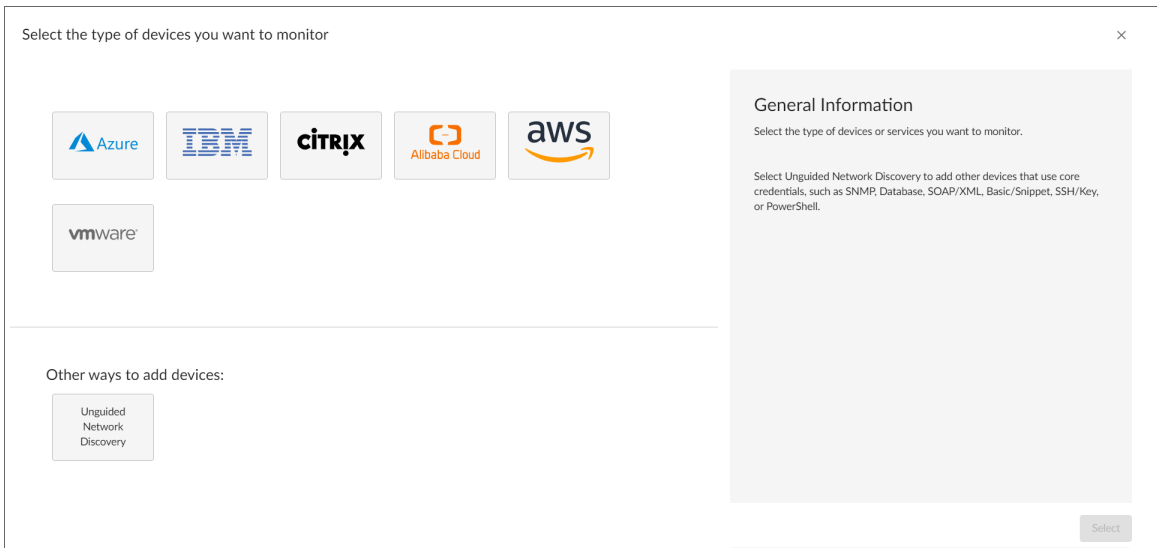 Select the type of devices you want to monitor
×
Azure
IBM
CİTRIX
Alibaba Cloud
aws
vmware
Other ways to add devices:
Unguided
Network
Discovery
General Information
Select the type of devices or services you want to monitor.
Select Unguided Network Discovery to add other devices that use core
credentials, such as SNMP, Database, SOAP/XML, Basic/Snippet, SSH/Key,
or PowerShell.
Select